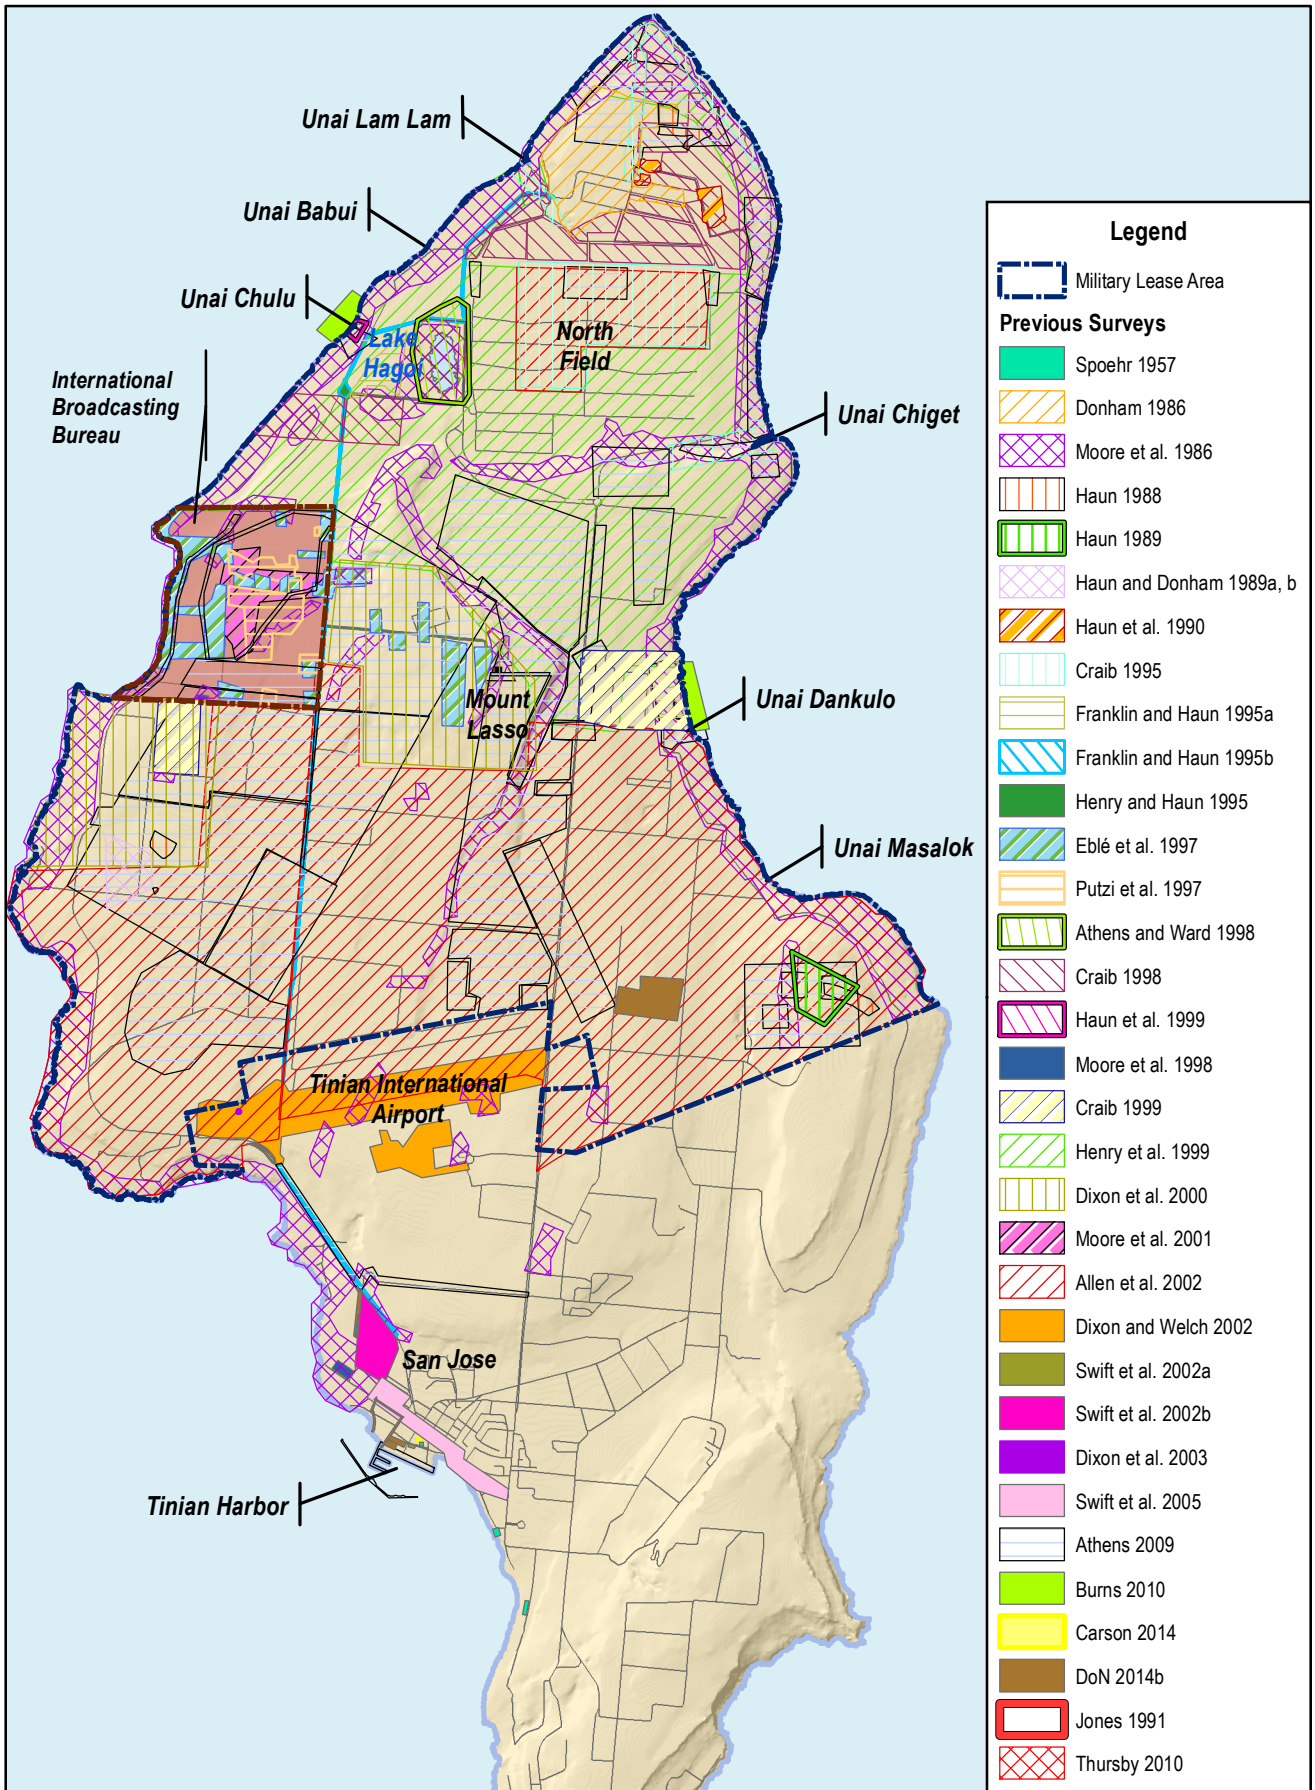 Unai Lam Lam
Unai Babui
Unai Chulu
Lake
Hagoi
North
Field
International
Broadcasting
Bureau
Unai Chiget
Mount
Lasso
Unai Dankulo
Unai Masalok
Tinian International
Airport
San Jose
Tinian Harbor
Legend
Military Lease Area
Previous Surveys
Spoehr 1957
Donham 1986
Moore et al. 1986
Haun 1988
Haun 1989
Haun and Donham 1989a, b
Haun et al. 1990
Craib 1995
Franklin and Haun 1995a
Franklin and Haun 1995b
Henry and Haun 1995
Eblé et al. 1997
Putzi et al. 1997
Athens and Ward 1998
Craib 1998
Haun et al. 1999
Moore et al. 1998
Craib 1999
Henry et al. 1999
Dixon et al. 2000
Moore et al. 2001
Allen et al. 2002
Dixon and Welch 2002
Swift et al. 2002a
Swift et al. 2002b
Dixon et al. 2003
Swift et al. 2005
Athens 2009
Burns 2010
Carson 2014
DoN 2014b
Jones 1991
Thursby 2010